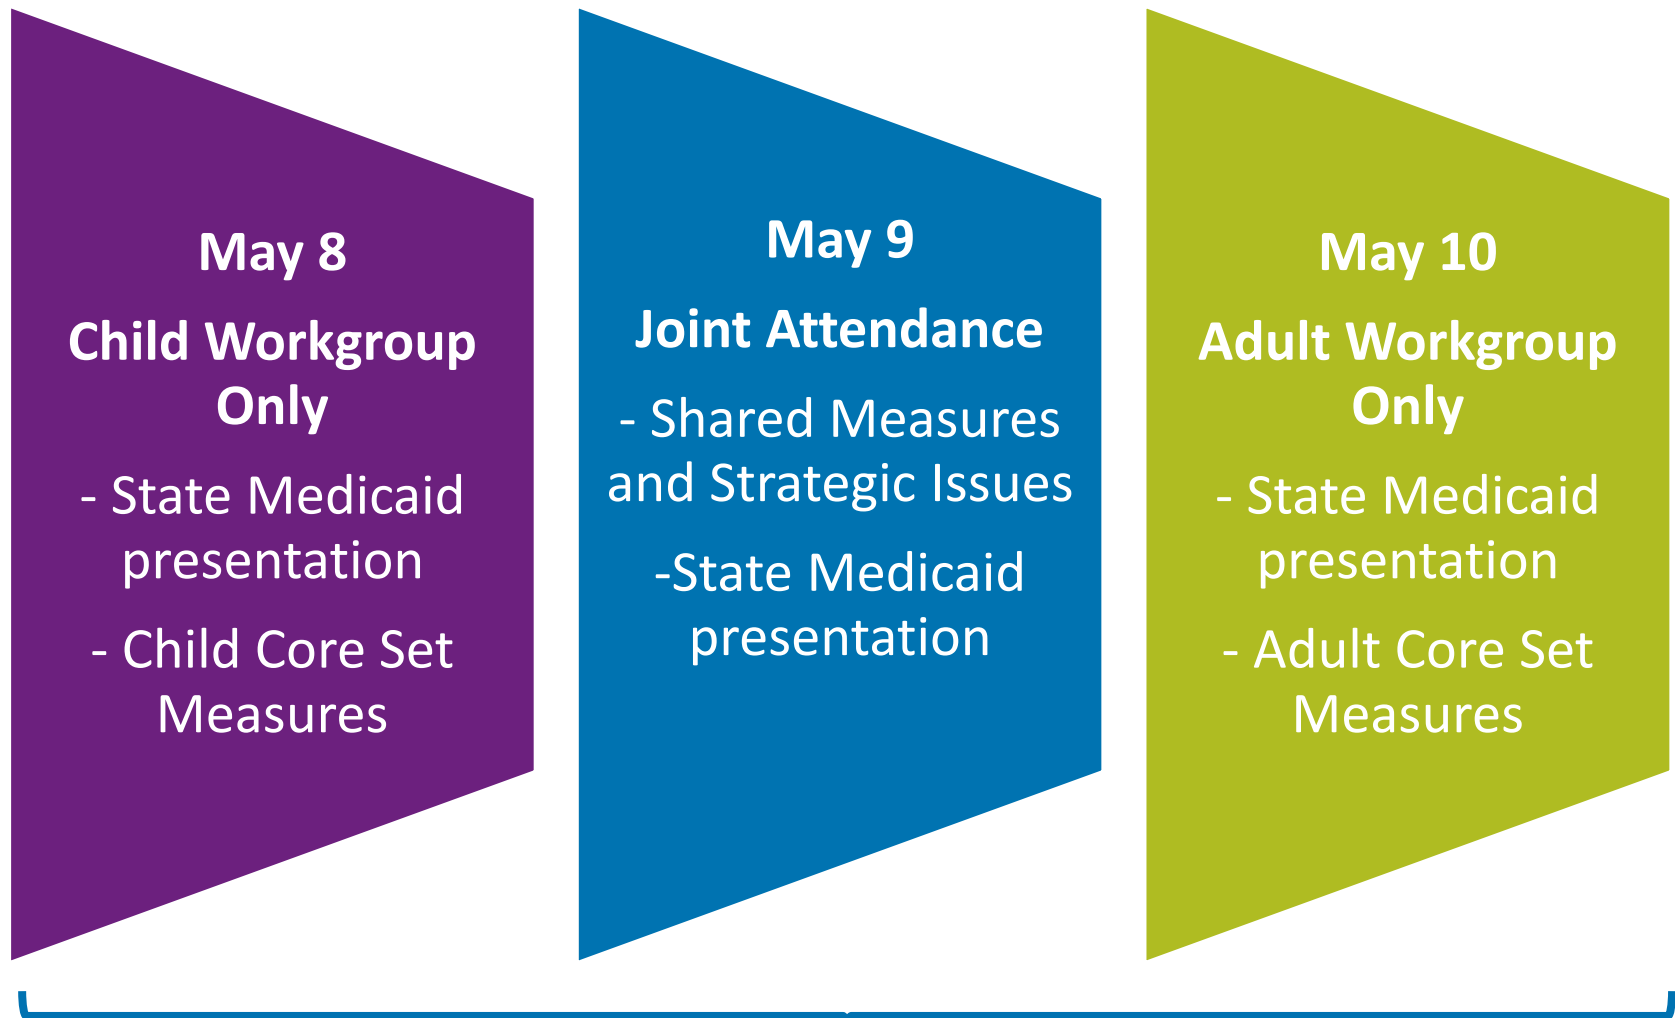 May 8
Child Workgroup
Only
- State Medicaid
presentation
- Child Core Set
Measures
May 9
Joint Attendance
- Shared Measures
and Strategic Issues
-State Medicaid
presentation
May 10
Adult Workgroup
Only
- State Medicaid
presentation
- Adult Core Set
Measures